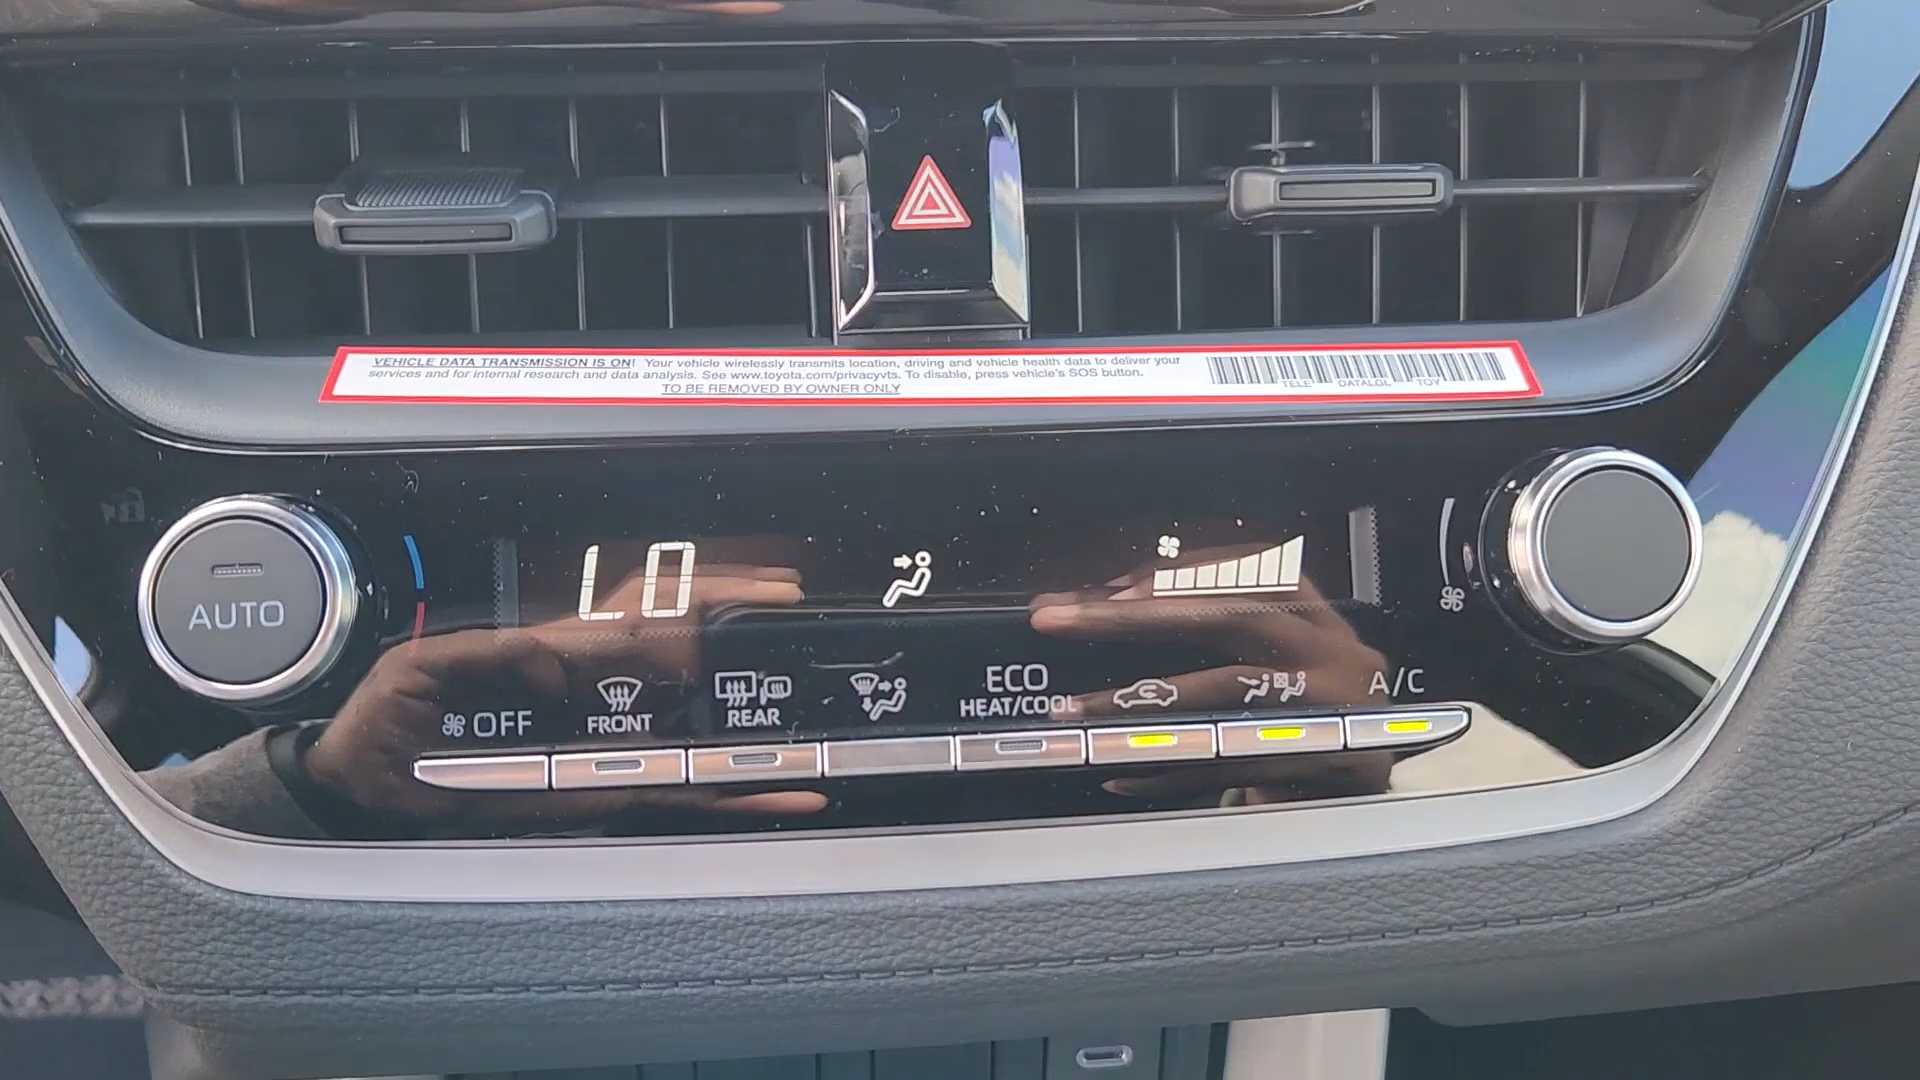 VEHICLE DATA TRANSMISSION IS ON! Your vehicle wirelessly transmits location, driving and vehicle health data to deliver your
services and for internal research and data analysis. See www.toyota.com/privacyvts. To disable, press vehicle's SOS button.
TO BE REMOVED BY OWNER ONLY
TELE DATALGL TOY
AUTO
LO
OFF
FRONT
REAR
ECO
HEAT/COOL
A/C